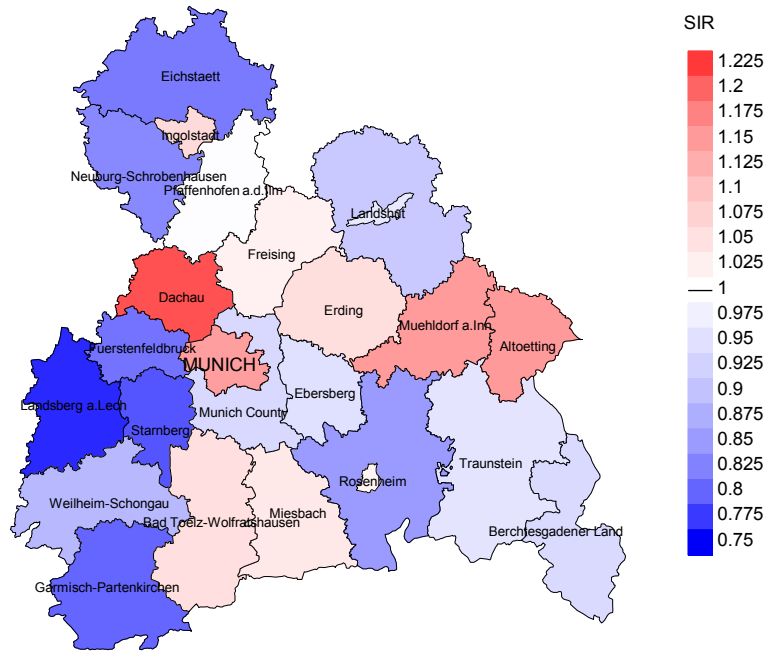 SIR
Eichstaett
Ingolstadt
Neuburg-Schrobenhausen
Pfaffenhofen a.d.Ilm
Landshut
Freising
Dachau
Erding
Muehldorf a.Inn
Altoetting
Fuerstenfeldbruck
MUNICH
Ebersberg
Landsberg a.Lech
Munich County
Starnberg
Traunstein
Rosenheim
Weilheim-Schongau
Miesbach
Bad Toelz-Wolfratshausen
Berchtesgadener Land
Garmisch-Partenkirchen
1.225
1.2
1.175
1.15
1.125
1.1
1.075
1.05
1.025
1
0.975
0.95
0.925
0.9
0.875
0.85
0.825
0.8
0.775
0.75